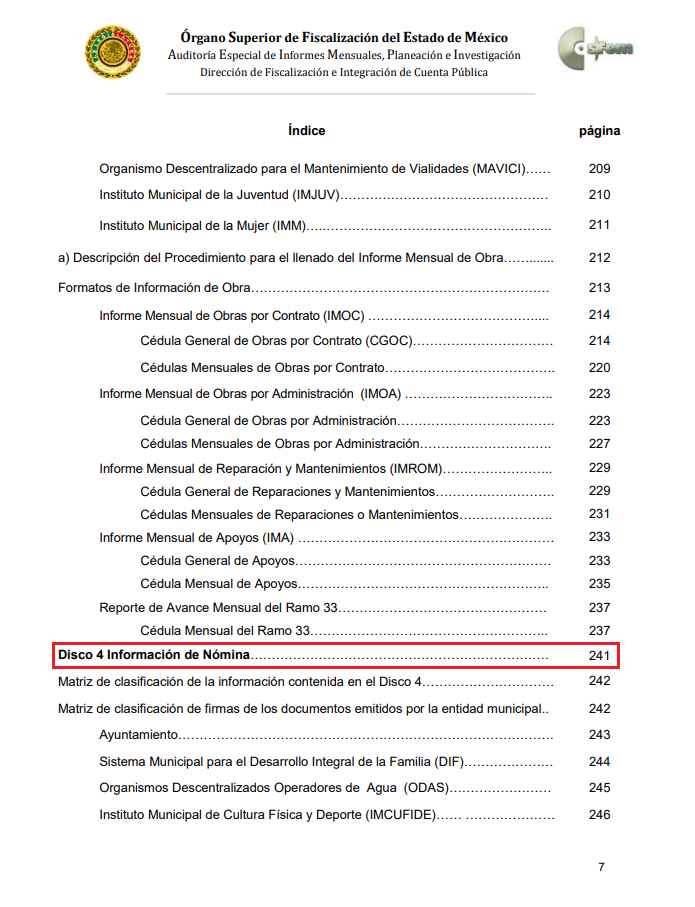 Órgano Superior de Fiscalización del Estado de México
Auditoría Especial de Informes Mensuales, Planeación e Investigación
Dirección de Fiscalización e Integración de Cuenta Pública
osfem
Índice página
Organismo Descentralizado para el Mantenimiento de Vialidades (MAVICI)…… 209
Instituto Municipal de la Juventud (IMJUV)………………………………………… 210
Instituto Municipal de la Mujer (IMM)…..……………………………………….. 211
a) Descripción del Procedimiento para el llenado del Informe Mensual de Obra…….…... 212
Formatos de Información de Obra……………………………………………………………… 213
Informe Mensual de Obras por Contrato (IMOC) ………………………………..... 214
Cédula General de Obras por Contrato (CGOC)…………………………… 214
Cédulas Mensuales de Obras por Contrato…………………………………. 220
Informe Mensual de Obras por Administración (IMOA) ………………………….. 223
Cédula General de Obras por Administración……………………………….. 223
Cédulas Mensuales de Obras por Administración…………………………. 227
Informe Mensual de Reparación y Mantenimientos (IMROM)…………………….. 229
Cédula General de Reparaciones y Mantenimientos……………………….. 229
Cédulas Mensuales de Reparaciones o Mantenimientos………………….. 231
Informe Mensual de Apoyos (IMA) …………………………………………………… 233
Cédula General de Apoyos…………………………………………………… 233
Cédula Mensual de Apoyos………………………………………………….. 235
Reporte de Avance Mensual del Ramo 33………………………………………… 237
Cédula Mensual del Ramo 33……………………………………………….. 237
Disco 4 Información de Nómina……………………………………………………………… 241
Matriz de clasificación de la información contenida en el Disco 4………………………… 242
Matriz de clasificación de firmas de los documentos emitidos por la entidad municipal.. 242
Ayuntamiento……………………………………………………………………………… 243
Sistema Municipal para el Desarrollo Integral de la Familia (DIF)………………… 244
Organismos Descentralizados Operadores de Agua (ODAS)…………………… 245
Instituto Municipal de Cultura Física y Deporte (IMCUFIDE)…… ………………… 246
7